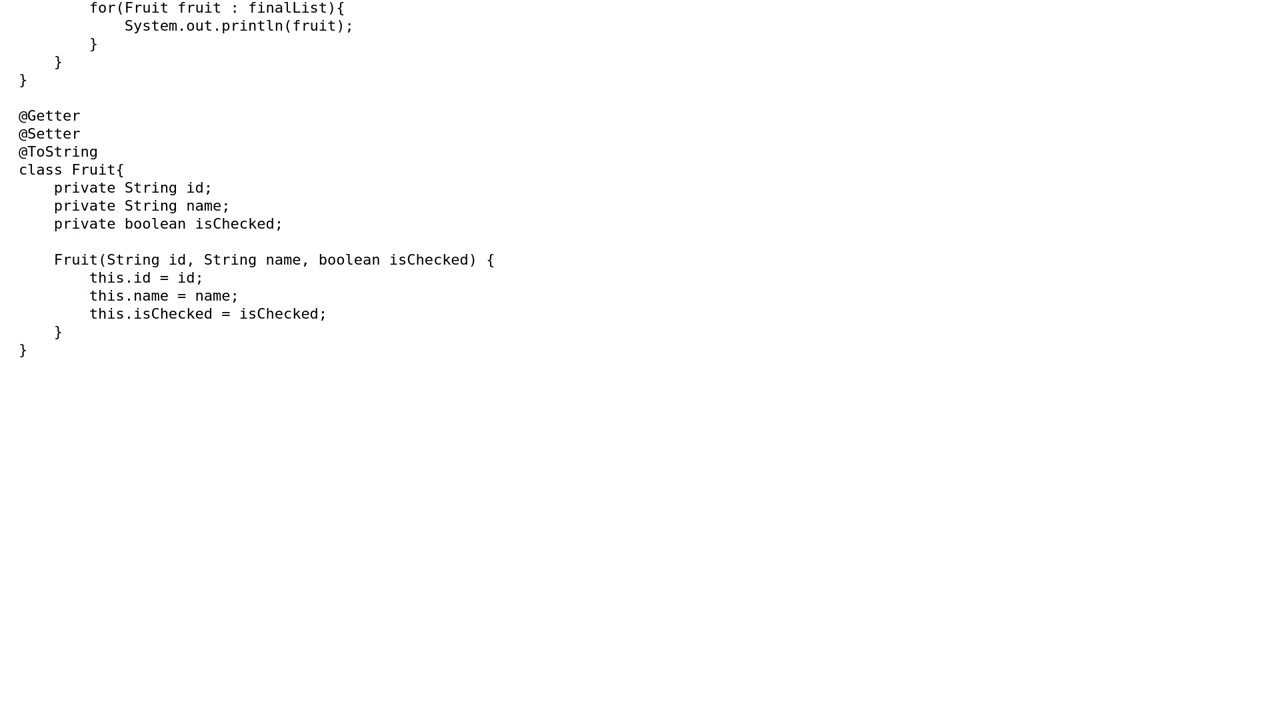 for(Fruit fruit : finalList){
            System.out.println(fruit);
        }
    }
}

@Getter
@Setter
@ToString
class Fruit{
    private String id;
    private String name;
    private boolean isChecked;

    Fruit(String id, String name, boolean isChecked) {
        this.id = id;
        this.name = name;
        this.isChecked = isChecked;
    }
}